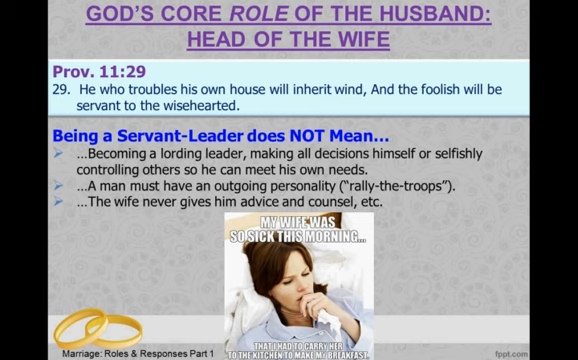 GOD'S CORE ROLE OF THE HUSBAND:
HEAD OF THE WIFE
Prov. 11:29
29. He who troubles his own house will inherit wind, And the foolish will be
servant to the wisehearted.
Being a Servant-Leader does NOT Mean…
…Becoming a lording leader, making all decisions himself or selfishly
controlling others so he can meet his own needs.
…A man must have an outgoing personality ("rally-the-troops").
…The wife never gives him advice and counsel, etc.
MY WIFE WAS
SO SICK THIS MORNING...
THAT I HAD TO CARRY HER
TO THE KITCHEN TO MAKE MY BREAKFAST.
Marriage: Roles & Responses Part 1
fppt.com